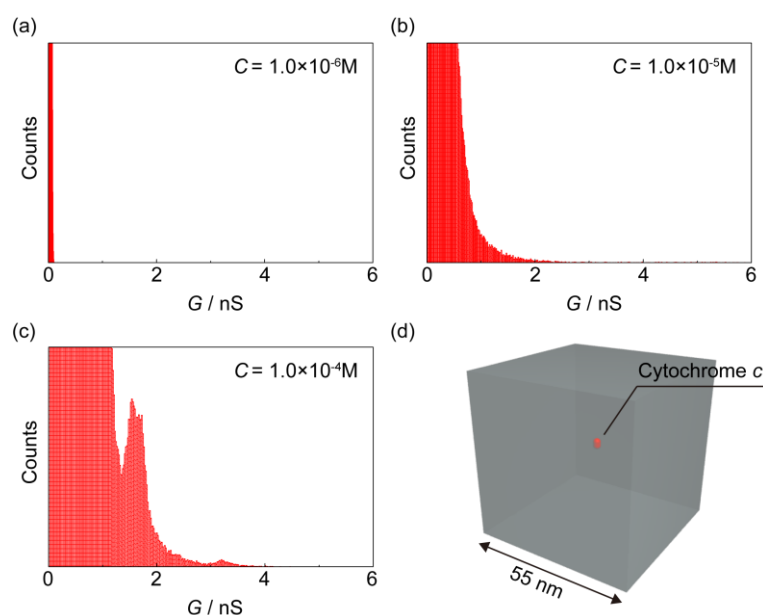 (a)
C = 1.0×10⁻⁶M
Counts
0
2
4
6
G / nS
(b)
C = 1.0×10⁻⁵M
Counts
0
2
4
6
G / nS
(c)
C = 1.0×10⁻⁴M
Counts
0
2
4
6
G / nS
(d)
Cytochrome c
55 nm